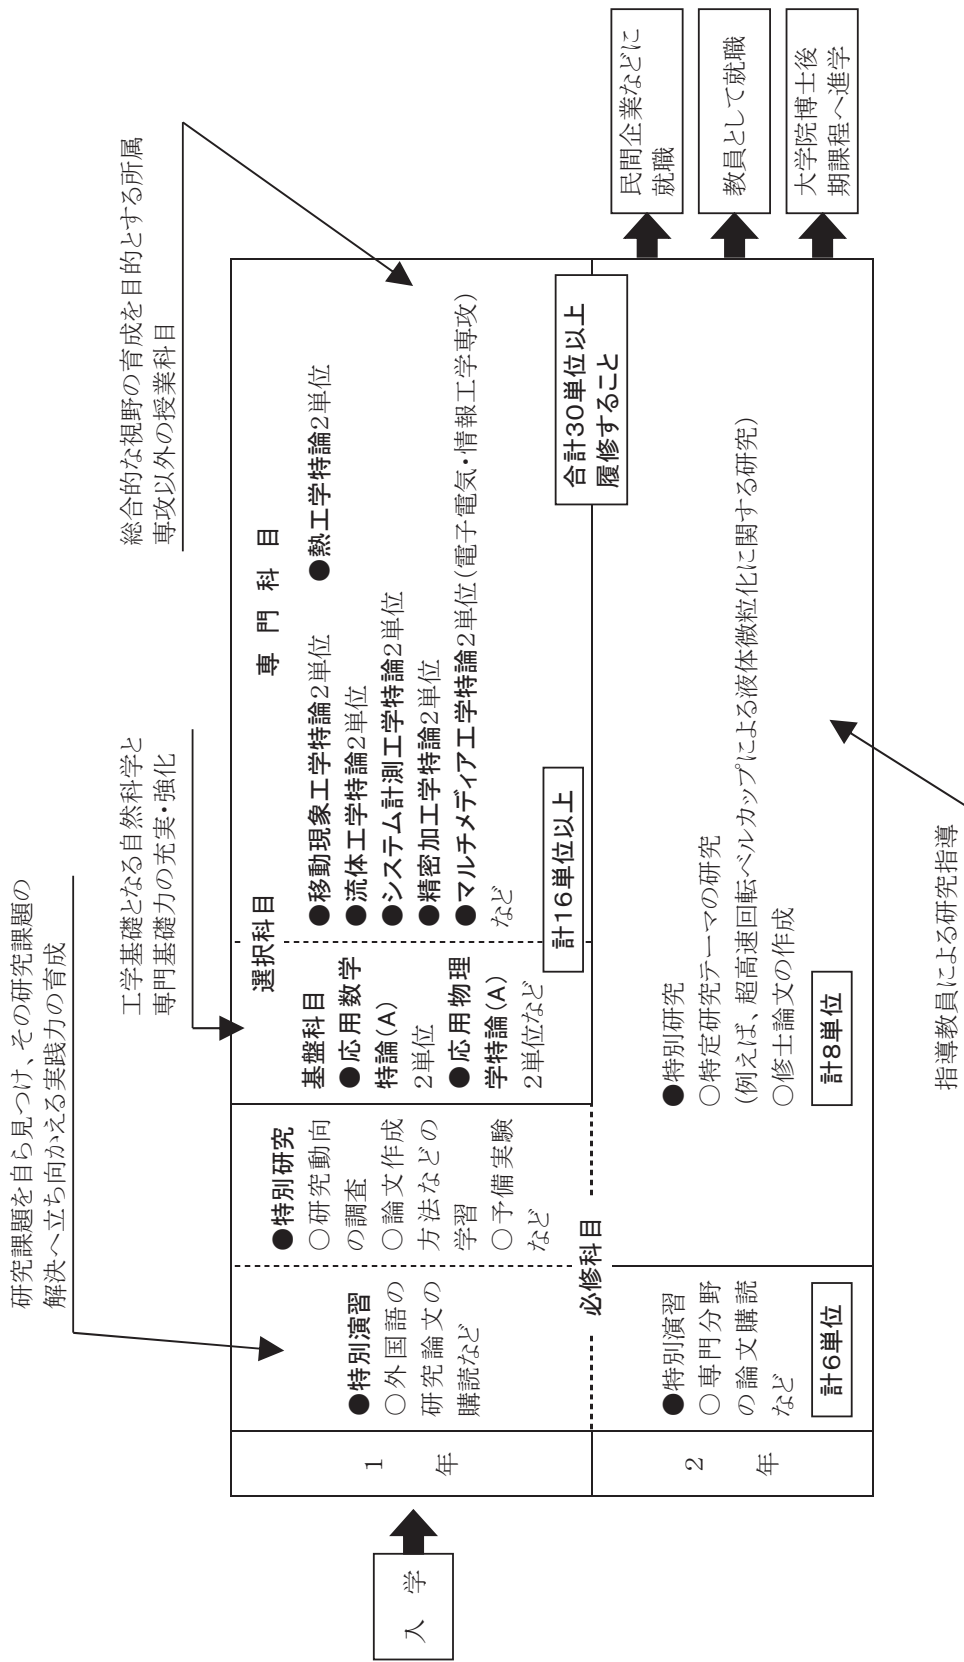 研究課題を自ら見つけ、その研究課題の
解決へ立ち向かえる実践力の育成
工学基礎となる自然科学と
専門基礎力の充実・強化
総合的な視野の育成を目的とする所属
専攻以外の授業科目
入 学
1
年
●特別演習
○外国語の
研究論文の
購読など
●特別研究
○研究動向
の調査
○論文作成
方法などの
学習
○予備実験
など
選択科目
基盤科目
●応用数学
特論(A)
2単位
●応用物理
学特論(A)
2単位など
専 門 科 目
●移動現象工学特論2単位
●熱工学特論2単位
●流体工学特論2単位
●システム計測工学特論2単位
●精密加工学特論2単位
●マルチメディア工学特論2単位(電子電気・情報工学専攻)
など
計16単位以上
合計30単位以上
履修すること
必修科目
2
年
●特別演習
○専門分野
の論文購読
など
計6単位
●特別研究
○特定研究テーマの研究
(例えば、超高速回転ベルカップによる液体微粒化に関する研究)
○修士論文の作成
計8単位
民間企業などに
就職
教員として就職
大学院博士後
期課程へ進学
指導教員による研究指導